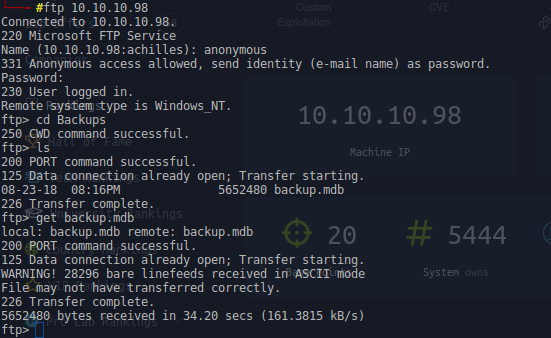 #ftp 10.10.10.98
Connected to 10.10.10.98.
220 Microsoft FTP Service
Name (10.10.10.98:achilles): anonymous
331 Anonymous access allowed, send identity (e-mail name) as password.
Password:
230 User logged in.
Remote system type is Windows_NT.
ftp> cd Backups
250 CWD command successful.
ftp> ls
200 PORT command successful.
125 Data connection already open; Transfer starting.
08-23-18  08:16PM              5652480 backup.mdb
226 Transfer complete.
ftp> get backup.mdb
local: backup.mdb remote: backup.mdb
200 PORT command successful.
125 Data connection already open; Transfer starting.
WARNING! 28296 bare linefeeds received in ASCII mode
File may not have transferred correctly.
226 Transfer complete.
5652480 bytes received in 34.20 secs (161.3815 kB/s)
ftp>
Custom
Exploitation
CVE
10.10.10.98
Machine IP
20
5444
System owns
Rankings
Hall of Fame
Pro Lab Rankings